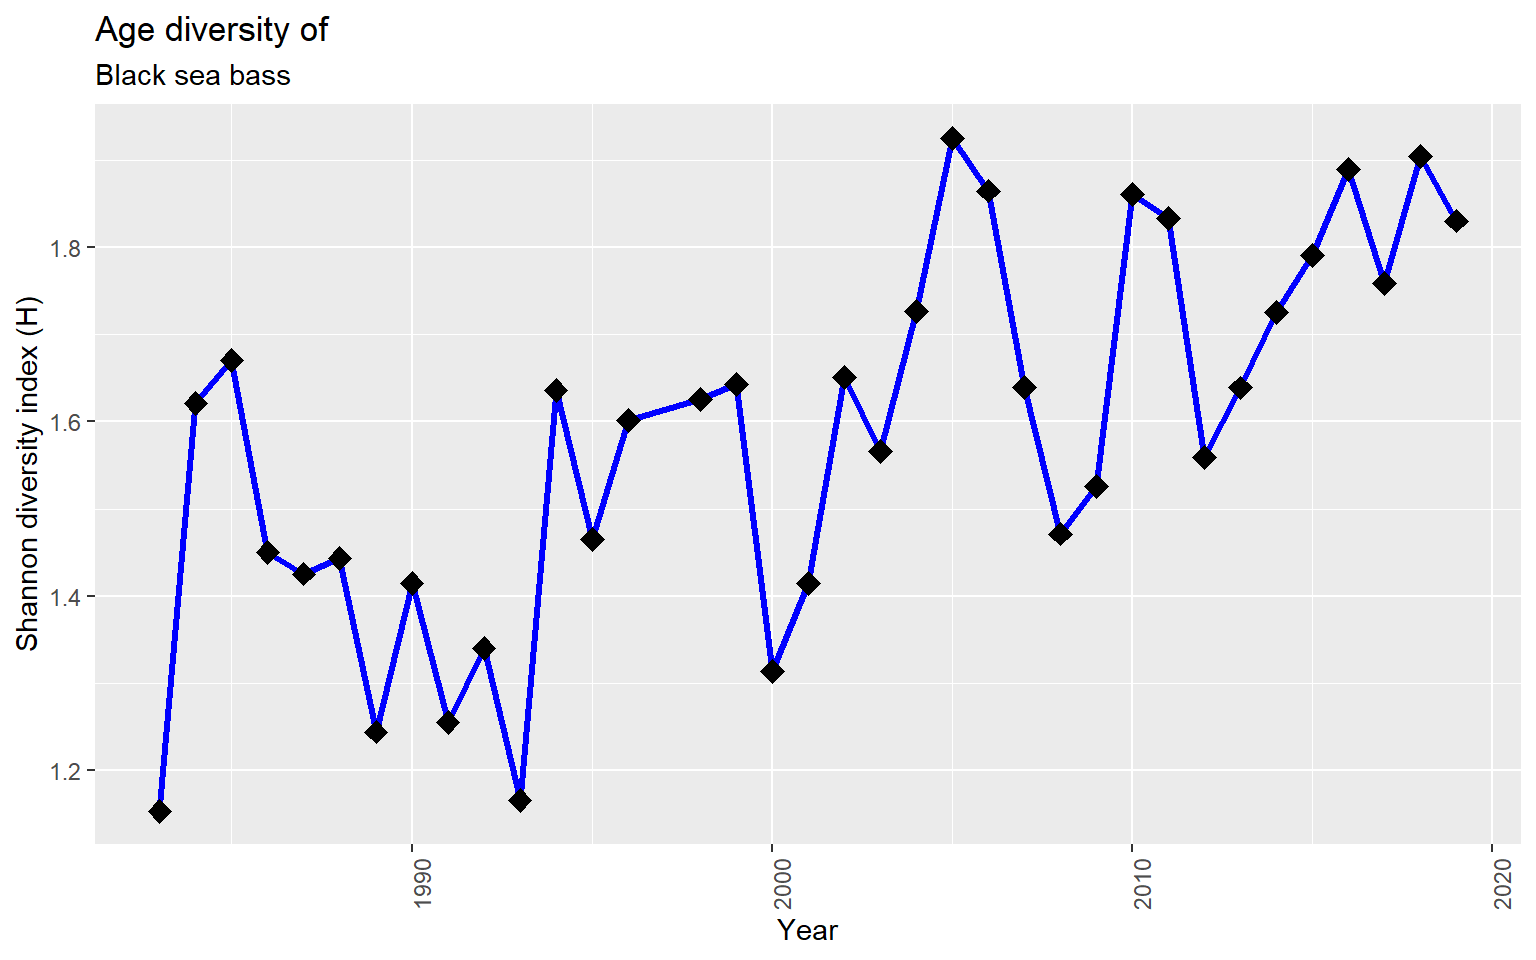 Age diversity of
Black sea bass
Shannon diversity index (H)
1.8
1.6
1.4
1.2
1990
2000
2010
2020
Year